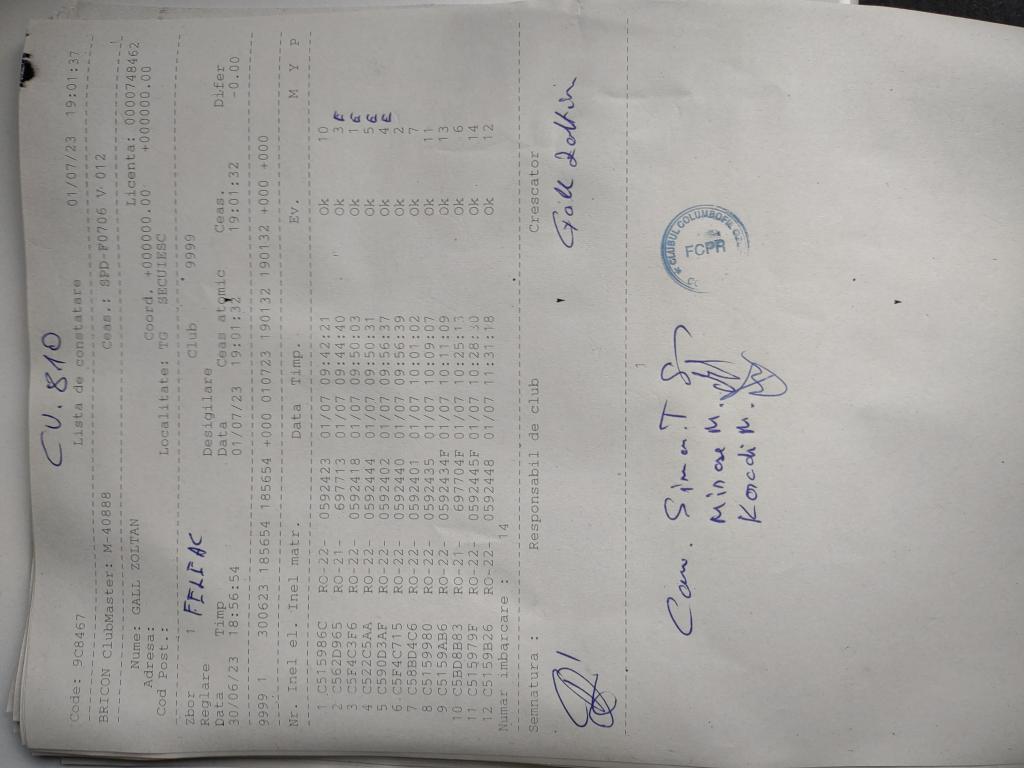 CU. 810
Code: 9C8467 Lista de constatare 01/07/23 19:01:37
BRICON ClubMaster: M-40888 Ceas.: SPD-F0706 V 012
Nume: GALL ZOLTAN Licenta: 0000748462
Adresa: Coord. +000000.00 +000000.00
Cod Post.: Localitate: TG SECUIESC
Zbor 1 FELEAC Club 9999
Reglare Desigilare
Data Timp Data Ceas atomic Ceas. Difer
30/06/23 18:56:54 01/07/23 19:01:32 19:01:32 -0.00
9999 1 300623 185654 185654 +000 010723 190132 190132 +000 +000
Nr. Inel el. Inel matr. Data Timp. Ev. M Y P
1 C515986C RO-22- 0592423 01/07 09:42:21 Ok 10
2 C562D965 RO-21- 697713 01/07 09:44:40 Ok 3 E
3 C5F4C3F6 RO-22- 0592418 01/07 09:50:03 Ok 1 E
4 C522C5AA RO-22- 0592444 01/07 09:50:31 Ok 5 E
5 C590D3AF RO-22- 0592402 01/07 09:56:37 Ok 4 E
6 C5F4C715 RO-22- 0592440 01/07 09:56:39 Ok 2
7 C58BD4C6 RO-22- 0592401 01/07 10:01:02 Ok 7
8 C5159980 RO-22- 0592435 01/07 10:09:07 Ok 11
9 C5159AB6 RO-22- 0592434F 01/07 10:11:09 Ok 13
10 C5BD8B83 RO-21- 697704F 01/07 10:25:13 Ok 6
11 C515979F RO-22- 0592445F 01/07 10:28:30 Ok 14
12 C5159B26 RO-22- 0592448 01/07 11:31:18 Ok 12
Numar imbarcare : 14
Semnatura : Responsabil de club Crescator
Gall Zoltan
1
Com. Simon.T
CLUBUL COLUMBOFIL
FCPR